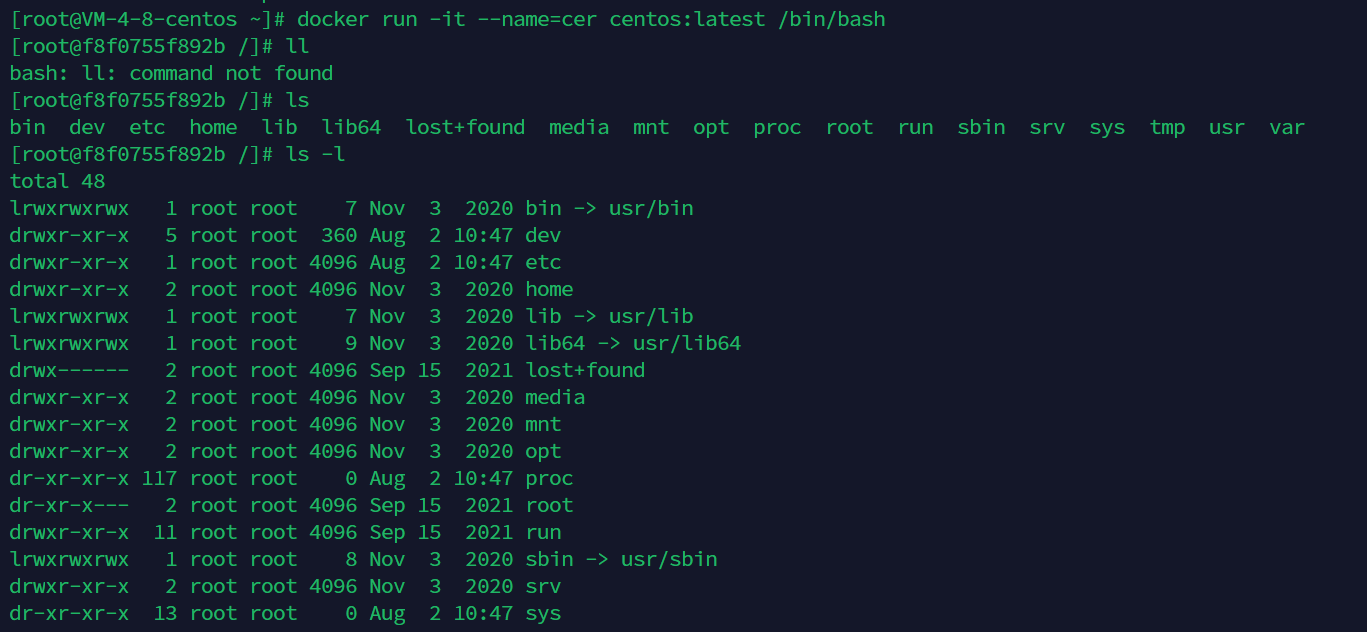 [root@VM-4-8-centos ~]# docker run -it --name=cer centos:latest /bin/bash
[root@f8f0755f892b /]# ll
bash: ll: command not found
[root@f8f0755f892b /]# ls
bin  dev  etc  home  lib  lib64  lost+found  media  mnt  opt  proc  root  run  sbin  srv  sys  tmp  usr  var
[root@f8f0755f892b /]# ls -l
total 48
lrwxrwxrwx   1 root root    7 Nov  3  2020 bin -> usr/bin
drwxr-xr-x   5 root root  360 Aug  2 10:47 dev
drwxr-xr-x   1 root root 4096 Aug  2 10:47 etc
drwxr-xr-x   2 root root 4096 Nov  3  2020 home
lrwxrwxrwx   1 root root    7 Nov  3  2020 lib -> usr/lib
lrwxrwxrwx   1 root root    9 Nov  3  2020 lib64 -> usr/lib64
drwx------   2 root root 4096 Sep 15  2021 lost+found
drwxr-xr-x   2 root root 4096 Nov  3  2020 media
drwxr-xr-x   2 root root 4096 Nov  3  2020 mnt
drwxr-xr-x   2 root root 4096 Nov  3  2020 opt
dr-xr-xr-x 117 root root    0 Aug  2 10:47 proc
dr-xr-x---   2 root root 4096 Sep 15  2021 root
drwxr-xr-x  11 root root 4096 Sep 15  2021 run
lrwxrwxrwx   1 root root    8 Nov  3  2020 sbin -> usr/sbin
drwxr-xr-x   2 root root 4096 Nov  3  2020 srv
dr-xr-xr-x  13 root root    0 Aug  2 10:47 sys